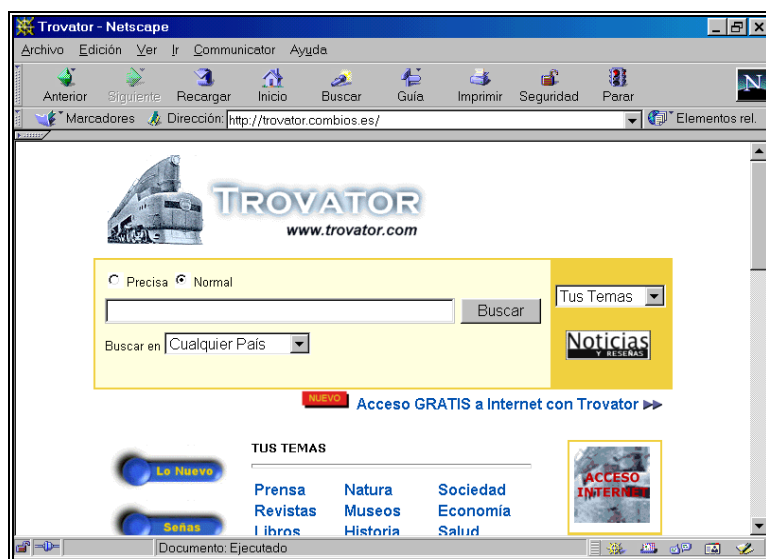 Trovator - Netscape
Archivo Edición Ver Ir Communicator Ayuda
Anterior Siguiente Recargar Inicio Buscar Guía Imprimir Seguridad Parar
N
Marcadores Dirección: http://trovator.combios.es/ Elementos rel.
TROVATOR
www.trovator.com
Precisa Normal
Buscar
Tus Temas
Buscar en Cualquier País
Noticias
Y RESEÑAS
NUEVO Acceso GRATIS a Internet con Trovator
TUS TEMAS
Lo Nuevo
ACCESO
INTERNET
Prensa Natura Sociedad
Revistas Museos Economía
Señas
Libros Historia Salud
Documento: Ejecutado